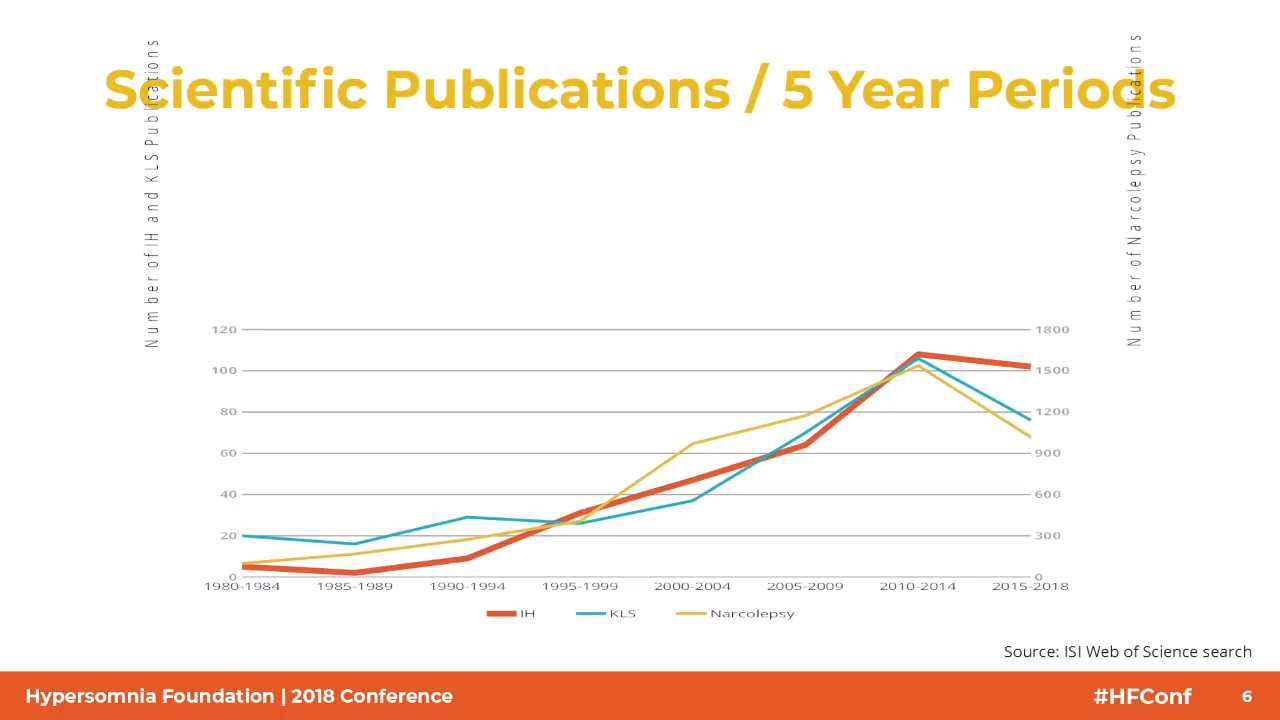 Scientific Publications / 5 Year Periods
Number of IH and KLS Publications
Number of Narcolepsy Publications
120 1800
100 1500
80 1200
60 900
40 600
20 300
0 0
1980-1984 1985-1989 1990-1994 1995-1999 2000-2004 2005-2009 2010-2014 2015-2018
IH KLS Narcolepsy
Source: ISI Web of Science search
Hypersomnia Foundation | 2018 Conference #HFConf 6